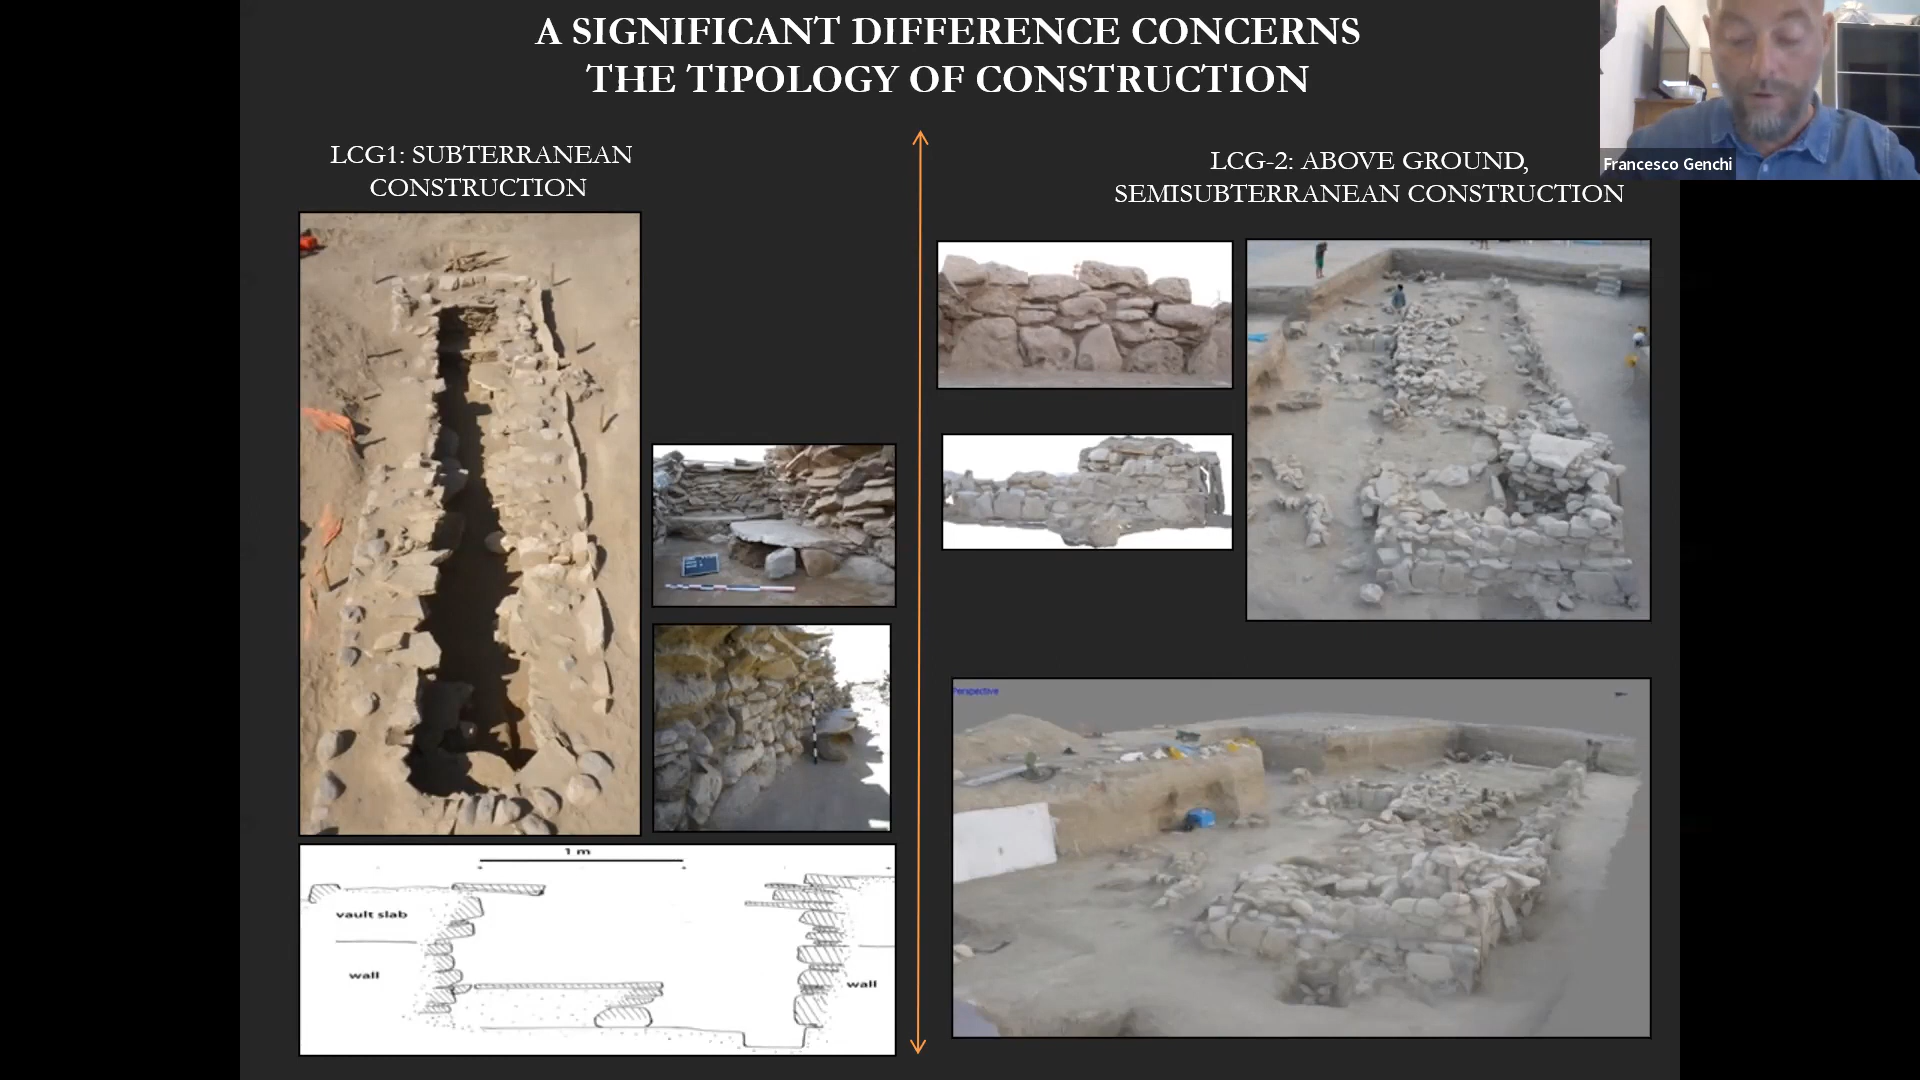 A SIGNIFICANT DIFFERENCE CONCERNS
THE TIPOLOGY OF CONSTRUCTION
LCG1: SUBTERRANEAN
CONSTRUCTION
LCG-2: ABOVE GROUND,
SEMISUBTERRANEAN CONSTRUCTION
Francesco Genchi
Perspective
1 m
vault slab
wall
wall